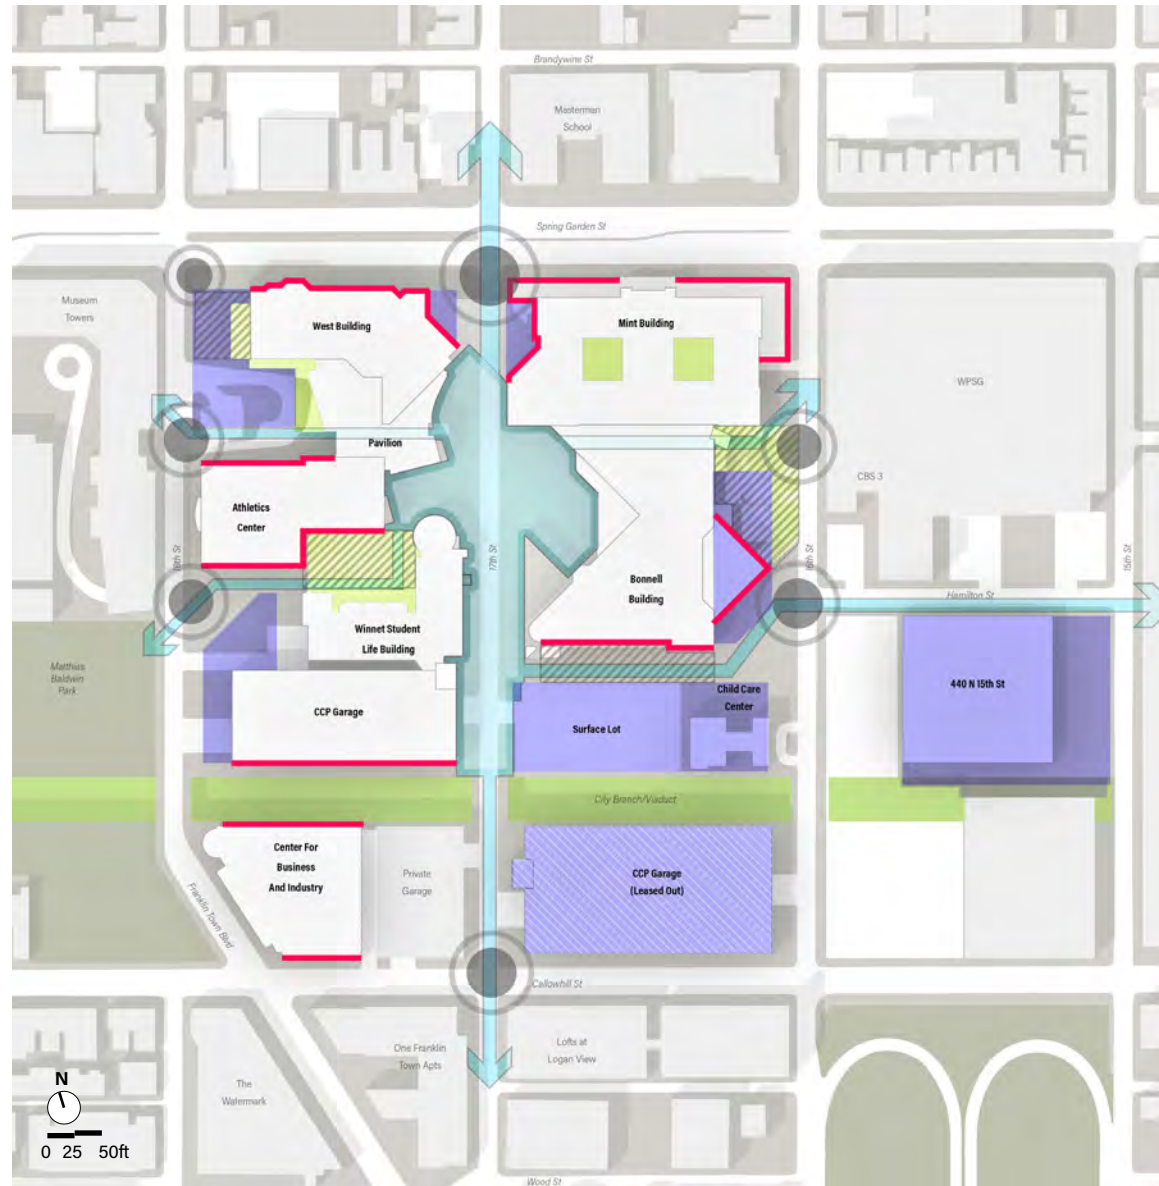 Brandywine St
Masterman
School
Spring Garden St
Museum
Towers
West Building
Mint Building
WPSG
Pavilion
CBS 3
Athletics
Center
18th St
17th St
16th St
15th St
Bonnell
Building
Hamilton St
Winnet Student
Life Building
Matthias
Baldwin
Park
440 N 15th St
Child Care
Center
CCP Garage
Surface Lot
City Branch/Viaduct
Center For
Business
And Industry
Private
Garage
CCP Garage
(Leased Out)
Franklin Town Blvd
Callowhill St
One Franklin
Town Apts
Lofts at
Logan View
The
Watermark
N
0 25 50ft
Wood St